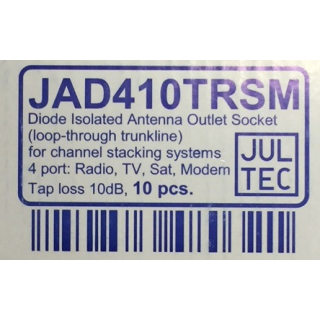 JAD410TRSM
Diode Isolated Antenna Outlet Socket
(loop-through trunkline)
for channel stacking systems
4 port: Radio, TV, Sat, Modem
Tap loss 10dB, 10 pcs.
JUL
TEC